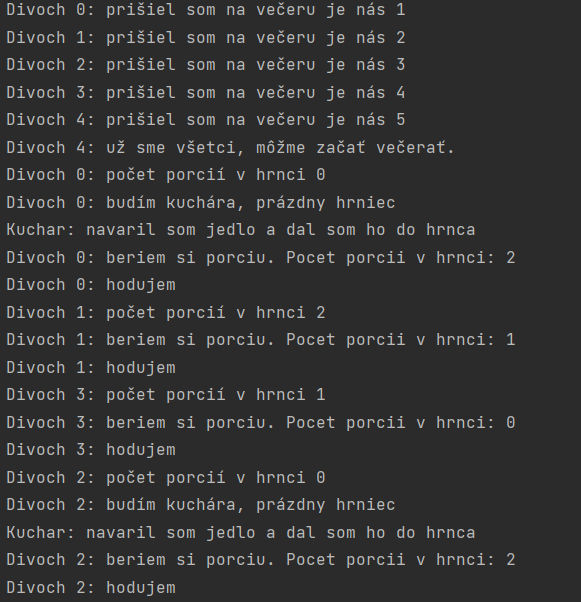 Divoch 0: prišiel som na večeru je nás 1
Divoch 1: prišiel som na večeru je nás 2
Divoch 2: prišiel som na večeru je nás 3
Divoch 3: prišiel som na večeru je nás 4
Divoch 4: prišiel som na večeru je nás 5
Divoch 4: už sme všetci, môžme začať večerať.
Divoch 0: počet porcií v hrnci 0
Divoch 0: budím kuchára, prázdny hrniec
Kuchar: navaril som jedlo a dal som ho do hrnca
Divoch 0: beriem si porciu. Pocet porcii v hrnci: 2
Divoch 0: hodujem
Divoch 1: počet porcií v hrnci 2
Divoch 1: beriem si porciu. Pocet porcii v hrnci: 1
Divoch 1: hodujem
Divoch 3: počet porcií v hrnci 1
Divoch 3: beriem si porciu. Pocet porcii v hrnci: 0
Divoch 3: hodujem
Divoch 2: počet porcií v hrnci 0
Divoch 2: budím kuchára, prázdny hrniec
Kuchar: navaril som jedlo a dal som ho do hrnca
Divoch 2: beriem si porciu. Pocet porcii v hrnci: 2
Divoch 2: hodujem